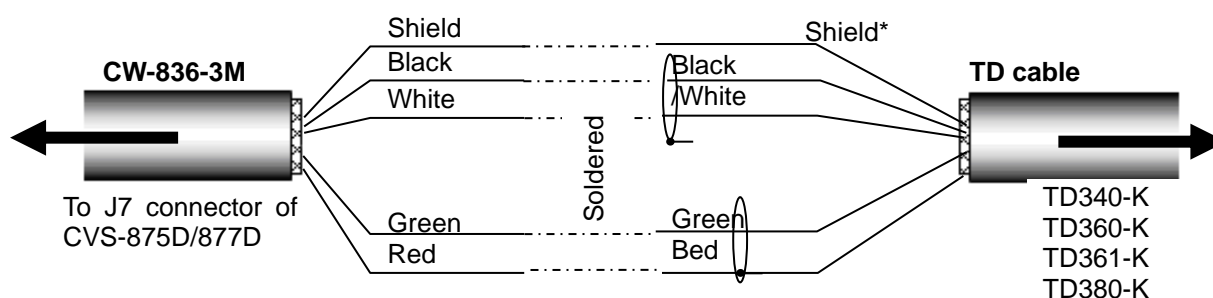 Shield
Shield*
CW-836-3M
Black
Black
TD cable
White
/White
Soldered
To J7 connector of
CVS-875D/877D
Green
Green
Red
Bed
TD340-K
TD360-K
TD361-K
TD380-K